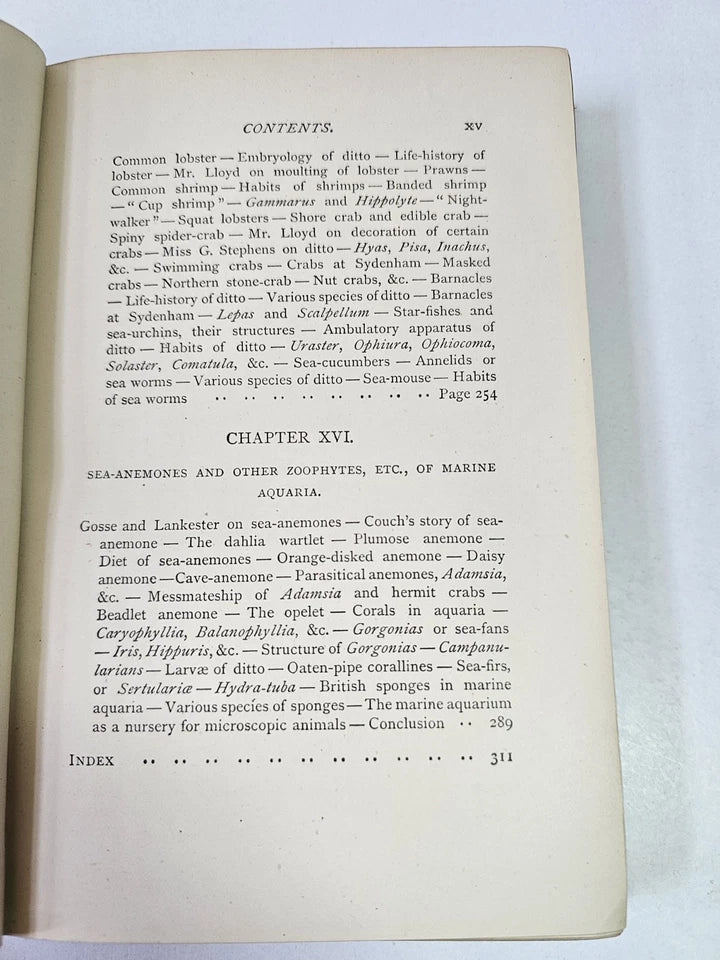 CONTENTS. XV
Common lobster — Embryology of ditto — Life-history of
lobster — Mr. Lloyd on moulting of lobster — Prawns —
Common shrimp — Habits of shrimps — Banded shrimp
— “ Cup shrimp ” — Gammarus and Hippolyte — “ Night-
walker ” — Squat lobsters — Shore crab and edible crab —
Spiny spider-crab — Mr. Lloyd on decoration of certain
crabs — Miss G. Stephens on ditto — Hyas, Pisa, Inachus,
&c. — Swimming crabs — Crabs at Sydenham — Masked
crabs — Northern stone-crab — Nut crabs, &c. — Barnacles
— Life-history of ditto — Various species of ditto — Barnacles
at Sydenham — Lepas and Scalpellum — Star-fishes and
sea-urchins, their structures — Ambulatory apparatus of
ditto — Habits of ditto — Uraster, Ophiura, Ophiocoma,
Solaster, Comatula, &c. — Sea-cucumbers — Annelids or
sea worms — Various species of ditto — Sea-mouse — Habits
of sea worms .. .. .. .. .. .. .. .. Page 254
CHAPTER XVI.
SEA-ANEMONES AND OTHER ZOOPHYTES, ETC., OF MARINE
AQUARIA.
Gosse and Lankester on sea-anemones — Couch's story of sea-
anemone — The dahlia wartlet — Plumose anemone —
Diet of sea-anemones — Orange-disked anemone — Daisy
anemone — Cave-anemone — Parasitical anemones, Adamsia,
&c. — Messmateship of Adamsia and hermit crabs —
Beadlet anemone — The opelet — Corals in aquaria —
Caryophyllia, Balanophyllia, &c. — Gorgonias or sea-fans
— Iris, Hippuris, &c. — Structure of Gorgonias — Campanu-
larians — Larvæ of ditto — Oaten-pipe corallines — Sea-firs,
or Sertulariæ — Hydra-tuba — British sponges in marine
aquaria — Various species of sponges — The marine aquarium
as a nursery for microscopic animals — Conclusion .. 289
INDEX .. .. .. .. .. .. .. .. .. .. .. 311